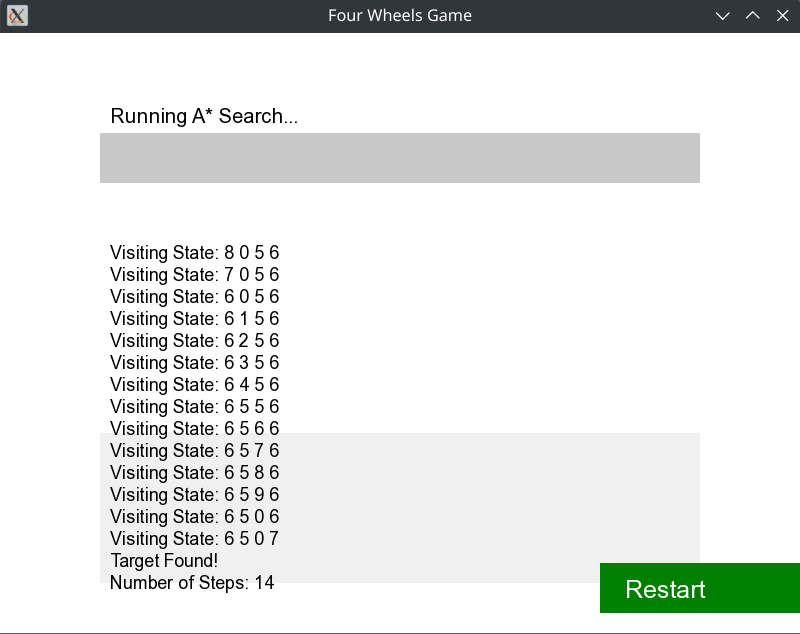 Four Wheels Game
Running A* Search...
Visiting State: 8 0 5 6
Visiting State: 7 0 5 6
Visiting State: 6 0 5 6
Visiting State: 6 1 5 6
Visiting State: 6 2 5 6
Visiting State: 6 3 5 6
Visiting State: 6 4 5 6
Visiting State: 6 5 5 6
Visiting State: 6 5 6 6
Visiting State: 6 5 7 6
Visiting State: 6 5 8 6
Visiting State: 6 5 9 6
Visiting State: 6 5 0 6
Visiting State: 6 5 0 7
Target Found!
Number of Steps: 14
Restart